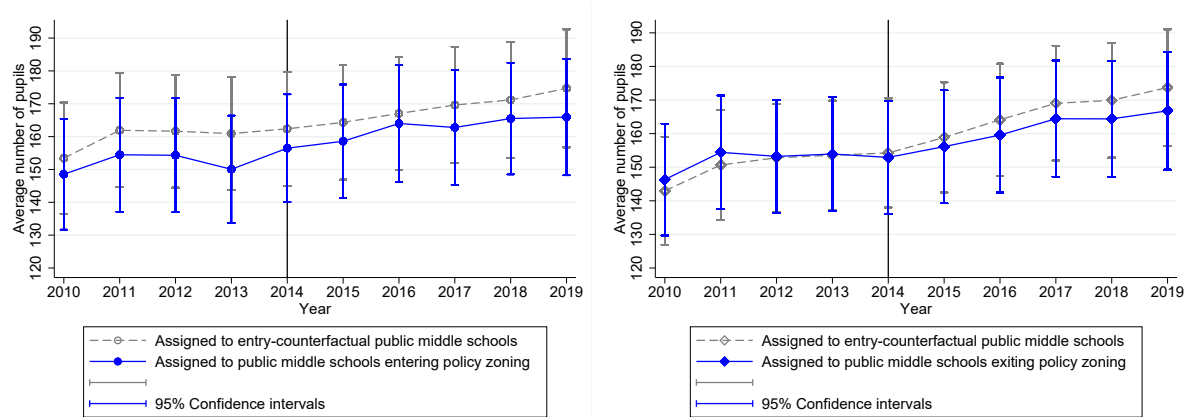 Average number of pupils
190
180
170
160
150
140
130
120
2010 2011 2012 2013 2014 2015 2016 2017 2018 2019
Year
Assigned to entry-counterfactual public middle schools
Assigned to public middle schools entering policy zoning
95% Confidence intervals
Average number of pupils
190
180
170
160
150
140
130
120
2010 2011 2012 2013 2014 2015 2016 2017 2018 2019
Year
Assigned to entry-counterfactual public middle schools
Assigned to public middle schools exiting policy zoning
95% Confidence intervals